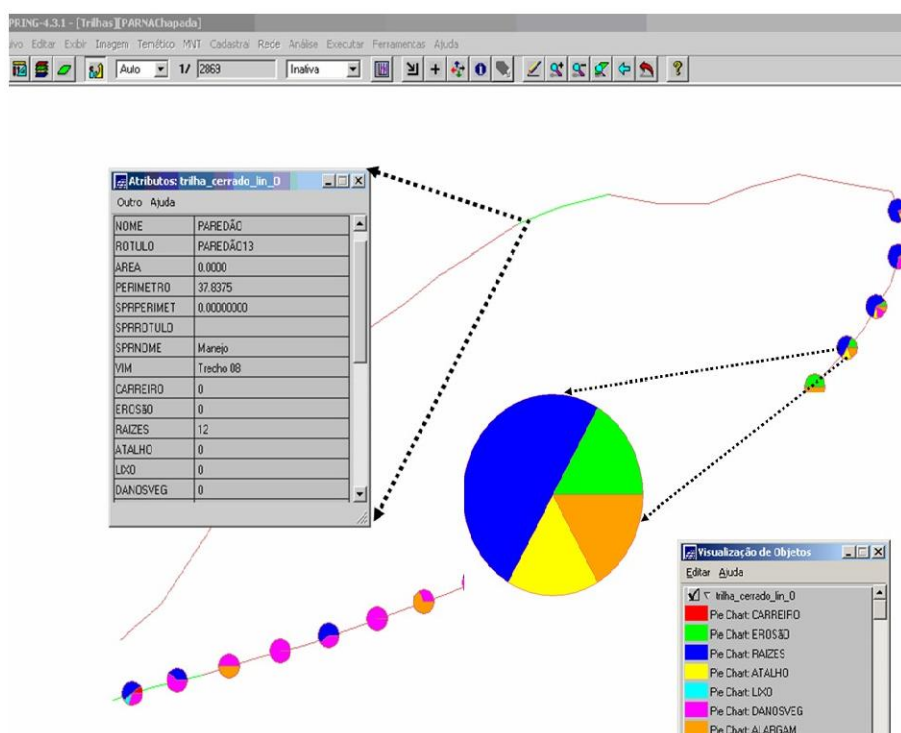 PRING-4.3.1 - [Trilhas][PARNAChapada]
ivo Editar Exibir Imagem Temático MNT Cadastral Rede Análise Executar Ferramentas Ajuda
Aulo 1/ 2869 Inativa
Atributos: trilha_cerrado_lin_0
Outro Ajuda
NOME PAREDÃO
ROTULO PAREDÃO13
AREA 0.0000
PERIMETRO 37.8375
SPRPERIMET 0.00000000
SPRROTULO
SPRNOME Manejo
VIM Trecho 08
CARREIRO 0
EROSãO 0
RAIZES 12
ATALHO 0
LIXO 0
DANOSVEG 0
Visualização de Objetos
Editar Ajuda
trilha_cerrado_lin_0
Pie Chart: CARREIRO
Pie Chart: EROSãO
Pie Chart: RAIZES
Pie Chart: ATALHO
Pie Chart: LIXO
Pie Chart: DANOSVEG
Pie Chart: ALARGAM